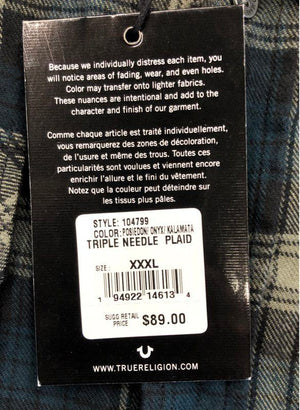 Because we individually distress each item, you
will notice areas of fading, wear, and even holes.
Color may transfer onto lighter fabrics.
These nuances are intentional and add to the
character and finish of our garment.
Comme chaque article est traité individuellement,
vous remarquerez des zones de décoloration,
de l'usure et même des trous. Toutes ces
particularités sont voulues et viennent encore
enrichir l'allure et le fini du vêtement.
Notez que la couleur peut déteindre sur
les tissus plus pâles.
STYLE: 104799
COLOR: POSIEDON/ ONYX/ KALAMATA
TRIPLE NEEDLE PLAID
SIZE: XXXL
1 94922 14613 4
SUGG RETAIL
PRICE $89.00
WWW.TRUERELIGION.COM